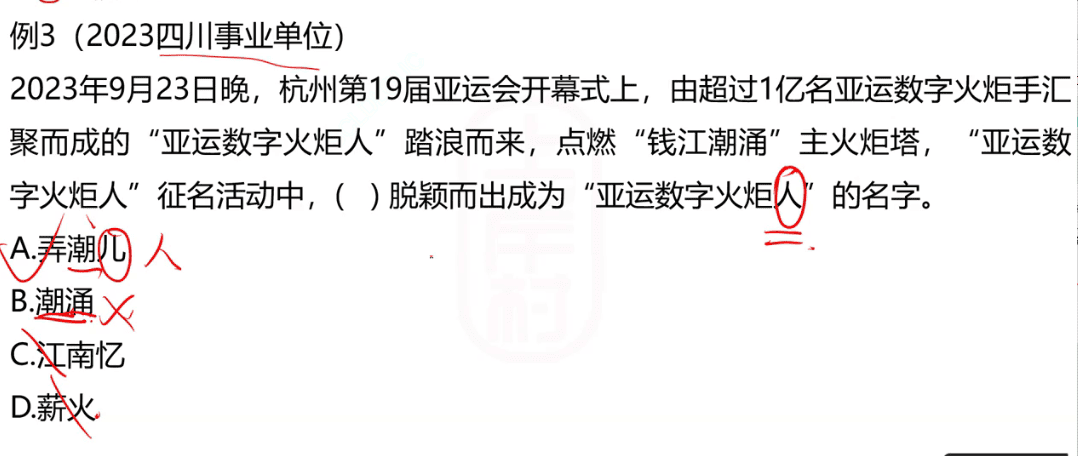 例3（2023四川事业单位）
2023年9月23日晚，杭州第19届亚运会开幕式上，由超过1亿名亚运数字火炬手汇
聚而成的“亚运数字火炬人”踏浪而来，点燃“钱江潮涌”主火炬塔，“亚运数
字火炬人”征名活动中，(   )脱颖而出成为“亚运数字火炬人”的名字。
A.弄潮儿 人
B.潮涌
C.江南忆
D.薪火